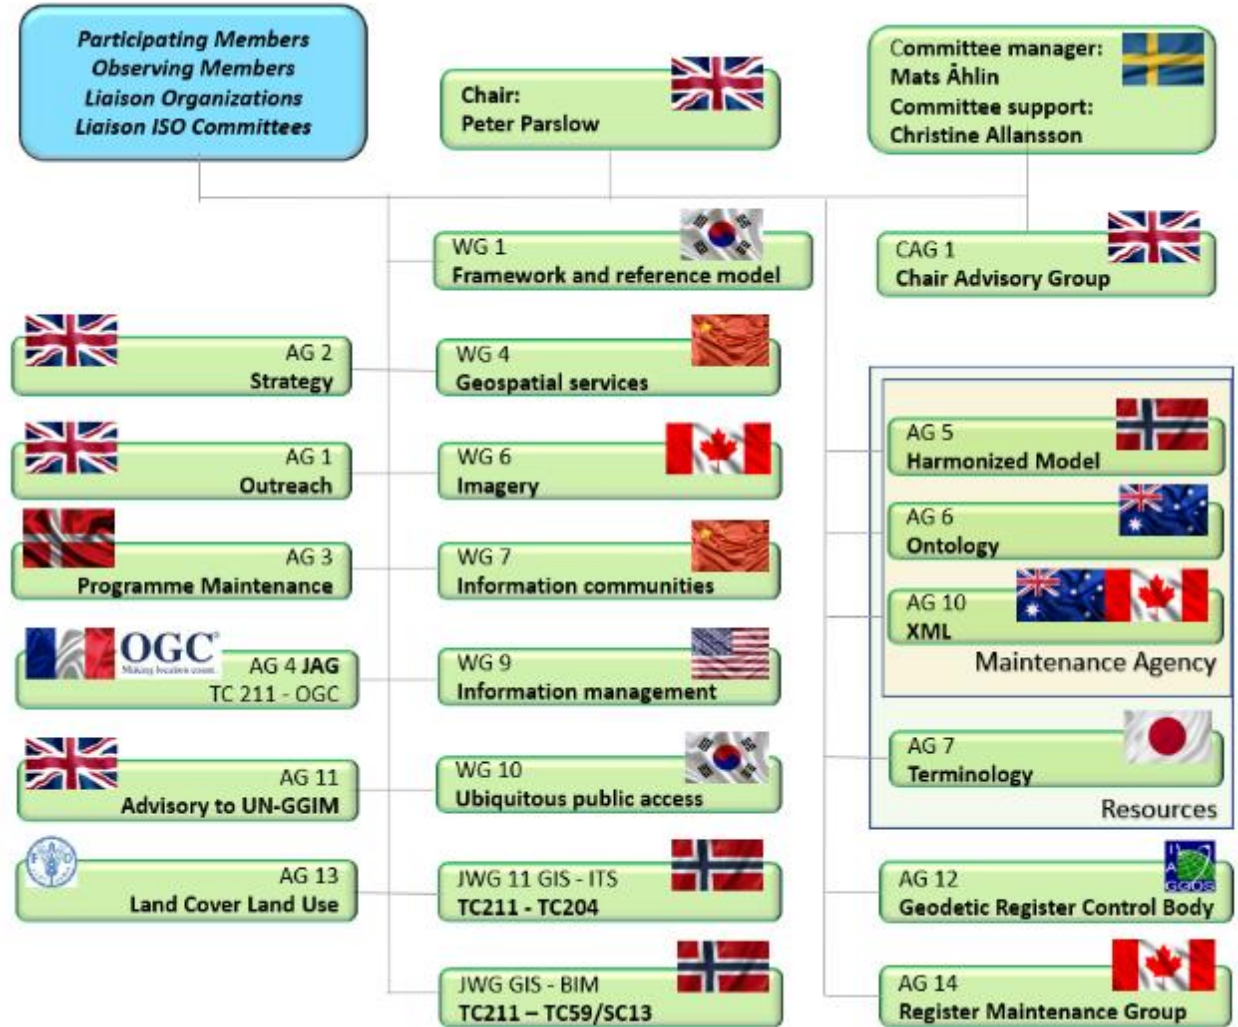 Participating Members
Observing Members
Liaison Organizations
Liaison ISO Committees
Chair:
Peter Parslow
Committee manager:
Mats Åhlin
Committee support:
Christine Allansson
WG 1
Framework and reference model
CAG 1
Chair Advisory Group
AG 2
Strategy
WG 4
Geospatial services
AG 1
Outreach
WG 6
Imagery
AG 5
Harmonized Model
AG 3
Programme Maintenance
WG 7
Information communities
AG 6
Ontology
AG 10
XML
Maintenance Agency
OGC®
Making location count.
AG 4 JAG
TC 211 - OGC
WG 9
Information management
AG 7
Terminology
Resources
AG 11
Advisory to UN-GGIM
WG 10
Ubiquitous public access
F O
AG 13
Land Cover Land Use
JWG 11 GIS - ITS
TC211 - TC204
I
A
GGOS
AG 12
Geodetic Register Control Body
JWG GIS - BIM
TC211 – TC59/SC13
AG 14
Register Maintenance Group